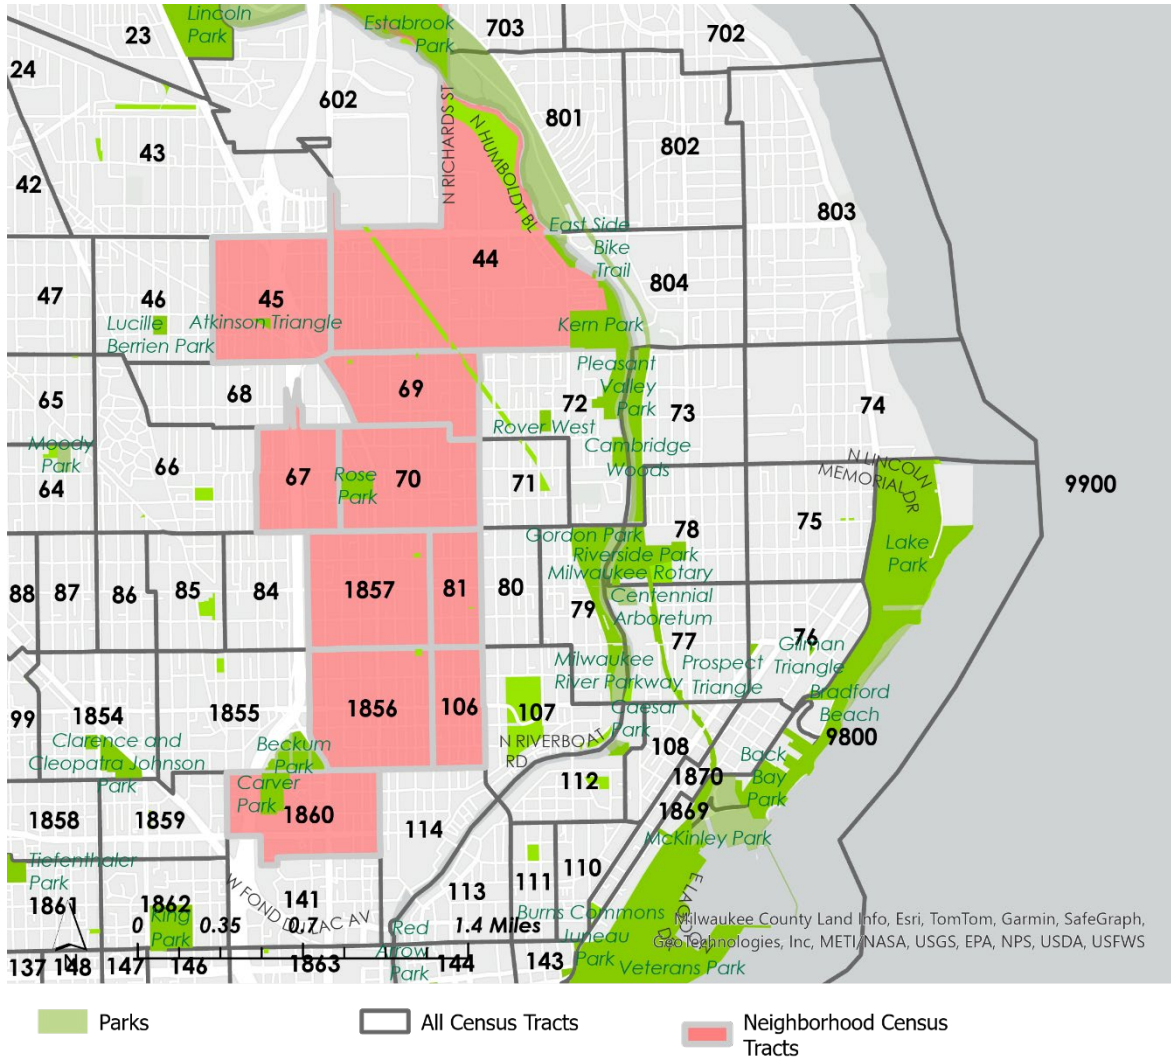 Lincoln
Park
Estabrook
Park
703
702
23
24
602
801
802
43
42
N RICHARDS ST
N HUMBOLDT BL
803
East Side
Bike
Trail
44
804
47
46
45
Lucille
Berrien Park
Atkinson Triangle
Kern Park
Pleasant
Valley
Park
65
68
69
72
73
74
Rover West
Cambridge
Woods
Moody
Park
64
66
67
Rose
Park
70
71
N LINCOLN
MEMORIAL DR
9900
75
78
Gordon Park
Riverside Park
Milwaukee Rotary
Centennial
Arboretum
Lake
Park
88
87
86
85
84
1857
81
80
79
77
76
Gilman
Triangle
Prospect
Triangle
Milwaukee
River Parkway
Bradford
Beach
99
1854
1855
1856
106
107
Caesar
Park
9800
Clarence and
Cleopatra Johnson
Park
Beckum
Park
N RIVERBOAT
RD
108
Back
Bay
Park
1870
112
1869
Carver
Park
1860
1858
1859
114
McKinley Park
Tiefenthaler
Park
1861
1862
King
Park
141
W FOND DU LAC AV
113
111
110
Burns Commons
Juneau
Park
Red
Arrow
Park
0
0.35
0.7
1.4 Miles
N
137
148
147
146
1863
144
143
Veterans Park
Milwaukee County Land Info, Esri, TomTom, Garmin, SafeGraph,
GeoTechnologies, Inc, METI/NASA, USGS, EPA, NPS, USDA, USFWS
Parks
All Census Tracts
Neighborhood Census
Tracts